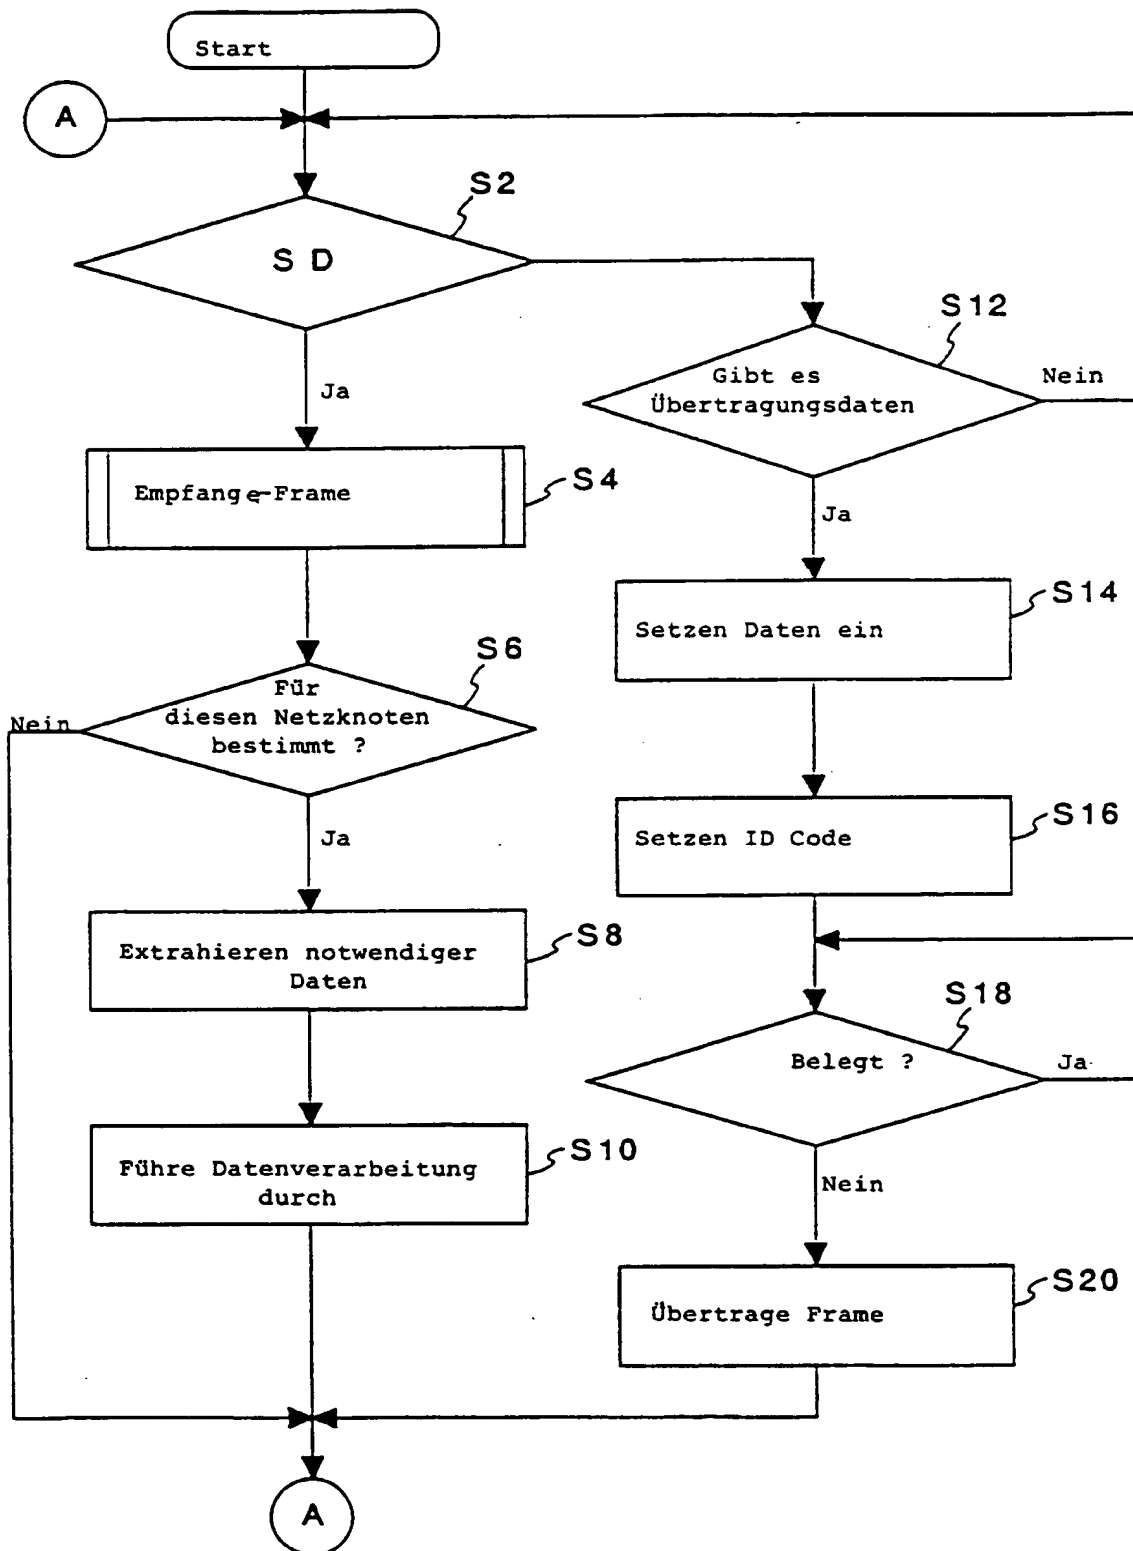 Start
A
S2
S D
S12
Gibt es
Übertragungsdaten
Nein
Ja
Empfange-Frame
S4
Ja
S14
Setzen Daten ein
S6
Für
diesen Netzknoten
bestimmt ?
Nein
S16
Setzen ID Code
Ja
S8
Extrahieren notwendiger
Daten
S18
Belegt ?
Ja
S10
Führe Datenverarbeitung
durch
Nein
S20
Übertrage Frame
A